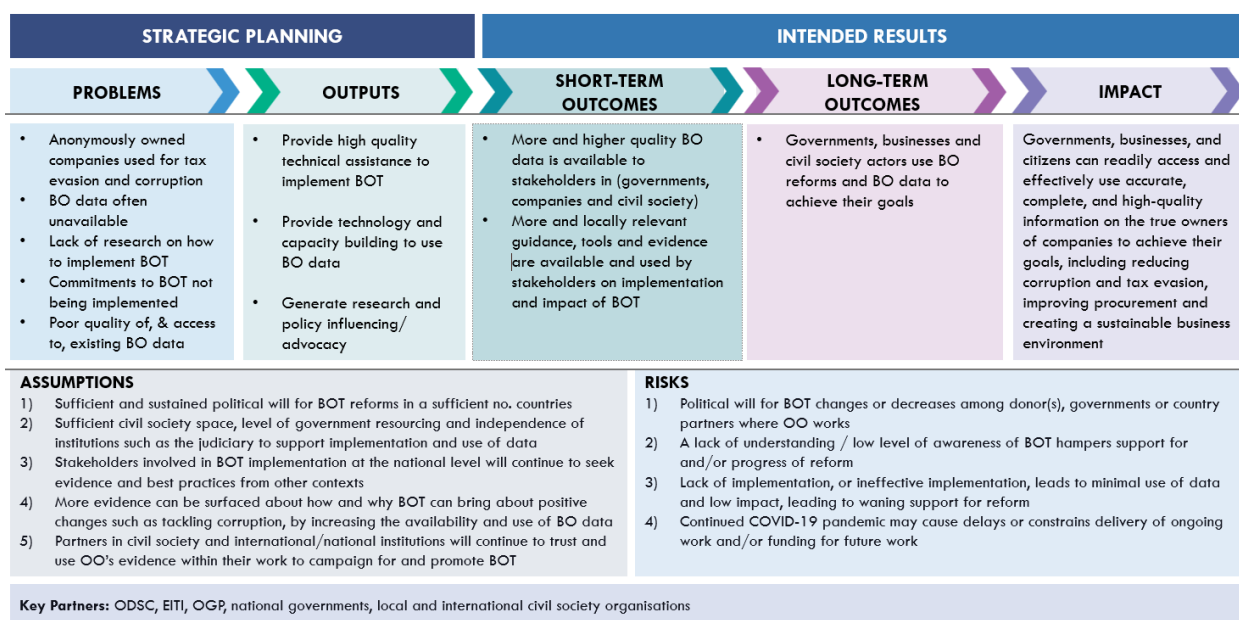 STRATEGIC PLANNING
INTENDED RESULTS
PROBLEMS
OUTPUTS
SHORT-TERM
OUTCOMES
LONG-TERM
OUTCOMES
IMPACT
• Anonymously owned
companies used for tax
evasion and corruption
• BO data often
unavailable
• Lack of research on how
to implement BOT
• Commitments to BOT not
being implemented
• Poor quality of, & access
to, existing BO data
• Provide high quality
technical assistance to
implement BOT
• Provide technology and
capacity building to use
BO data
• Generate research and
policy influencing/
advocacy
• More and higher quality BO
data is available to
stakeholders in (governments,
companies and civil society)
• More and locally relevant
guidance, tools and evidence
are available and used by
stakeholders on implementation
and impact of BOT
• Governments, businesses and
civil society actors use BO
reforms and BO data to
achieve their goals
Governments, businesses, and
citizens can readily access and
effectively use accurate,
complete, and high-quality
information on the true owners
of companies to achieve their
goals, including reducing
corruption and tax evasion,
improving procurement and
creating a sustainable business
environment
ASSUMPTIONS
1) Sufficient and sustained political will for BOT reforms in a sufficient no. countries
2) Sufficient civil society space, level of government resourcing and independence of
institutions such as the judiciary to support implementation and use of data
3) Stakeholders involved in BOT implementation at the national level will continue to seek
evidence and best practices from other contexts
4) More evidence can be surfaced about how and why BOT can bring about positive
changes such as tackling corruption, by increasing the availability and use of BO data
5) Partners in civil society and international/national institutions will continue to trust and
use OO's evidence within their work to campaign for and promote BOT
RISKS
1) Political will for BOT changes or decreases among donor(s), governments or country
partners where OO works
2) A lack of understanding / low level of awareness of BOT hampers support for
and/or progress of reform
3) Lack of implementation, or ineffective implementation, leads to minimal use of data
and low impact, leading to waning support for reform
4) Continued COVID-19 pandemic may cause delays or constrains delivery of ongoing
work and/or funding for future work
Key Partners: ODSC, EITI, OGP, national governments, local and international civil society organisations